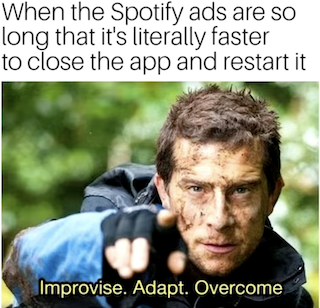 When the Spotify ads are so
long that it's literally faster
to close the app and restart it
Improvise. Adapt. Overcome